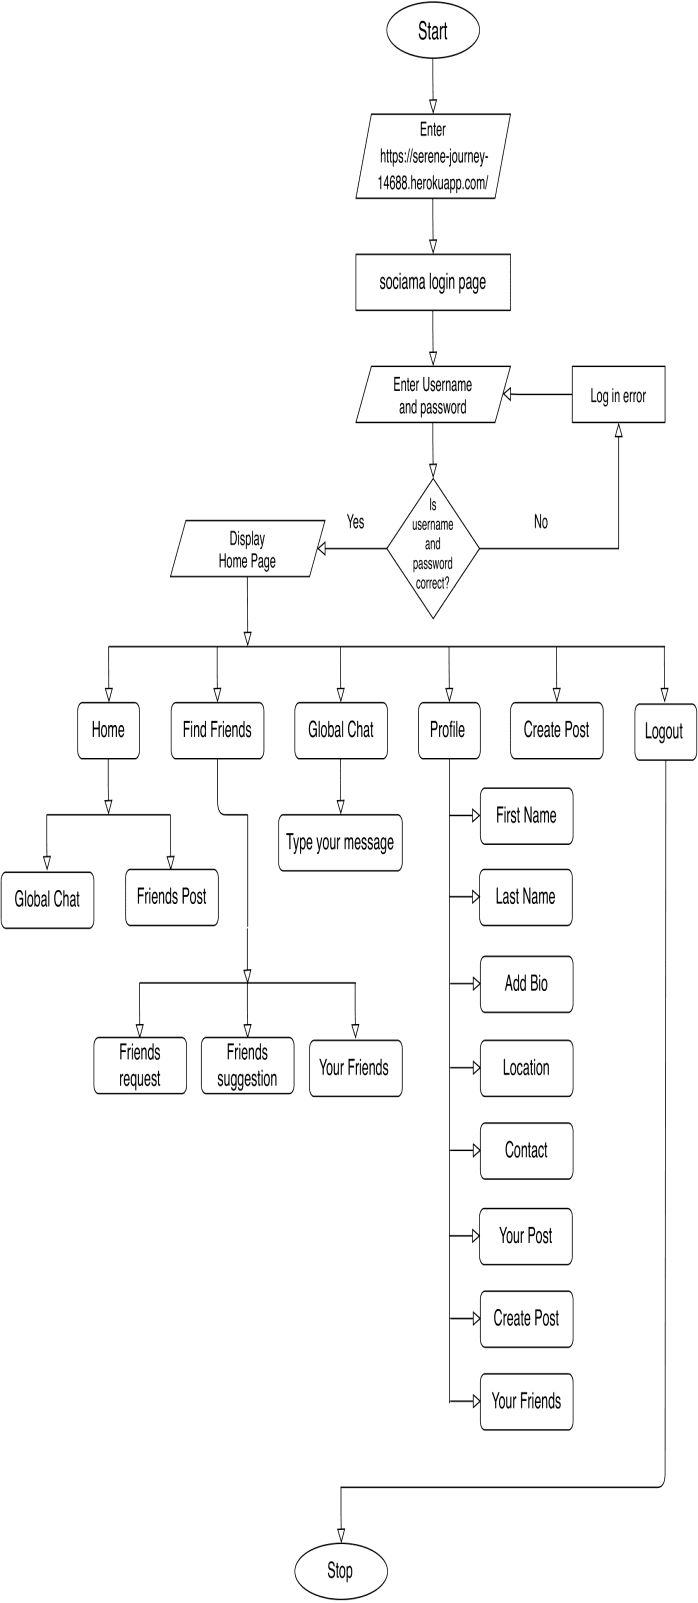 Start
Enter
https://serene-journey-
14688.herokuapp.com/
sociama login page
Enter Username
and password
Log in error
Is
username
and
password
correct?
Yes
No
Display
Home Page
Home
Find Friends
Global Chat
Profile
Create Post
Logout
First Name
Type your message
Global Chat
Friends Post
Last Name
Add Bio
Friends
request
Friends
suggestion
Your Friends
Location
Contact
Your Post
Create Post
Your Friends
Stop